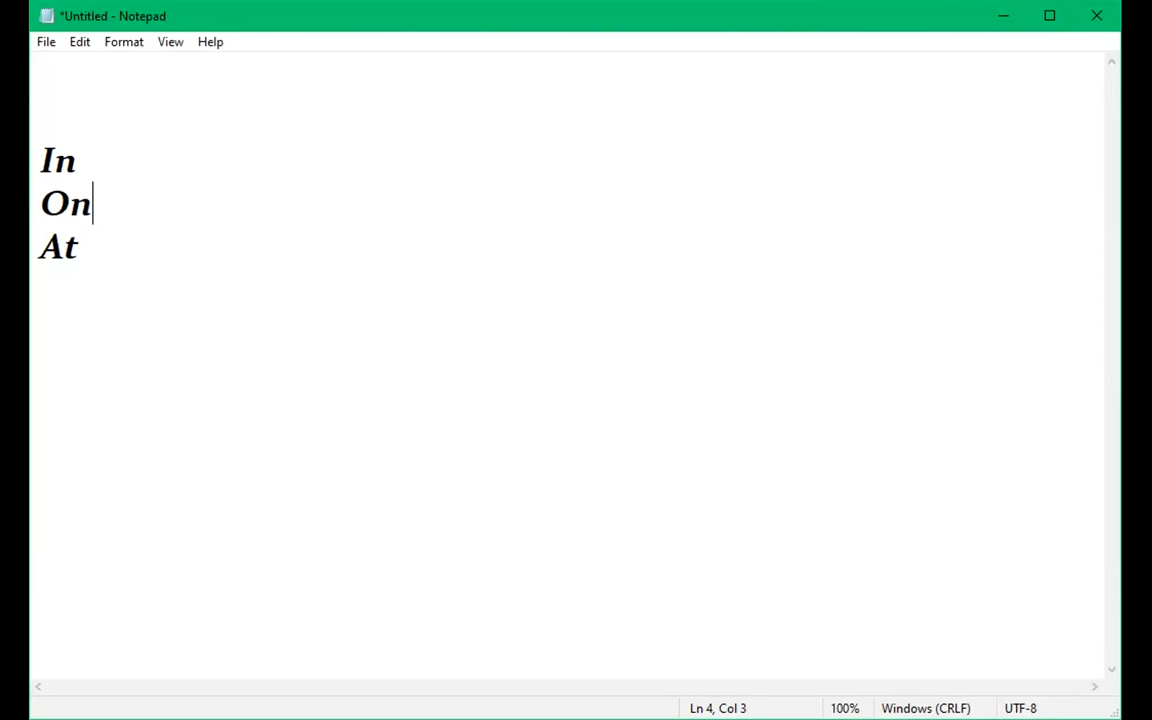 *Untitled - Notepad
File Edit Format View Help
In
On
At
Ln 4, Col 3 100% Windows (CRLF) UTF-8